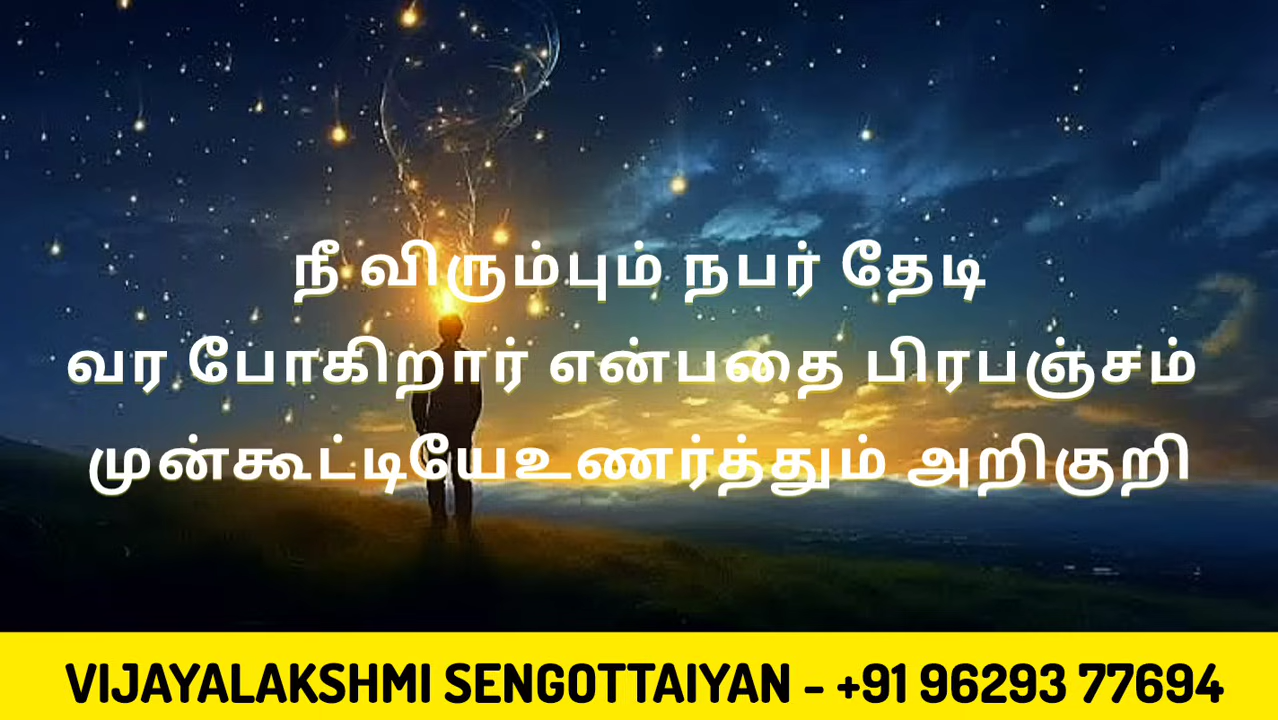 நீ விரும்பும் நபர் தேடி
வர போகிறார் என்பதை பிரபஞ்சம்
முன்கூட்டியேஉணர்த்தும் அறிகுறி
VIJAYALAKSHMI SENGOTTAIYAN - +91 96293 77694